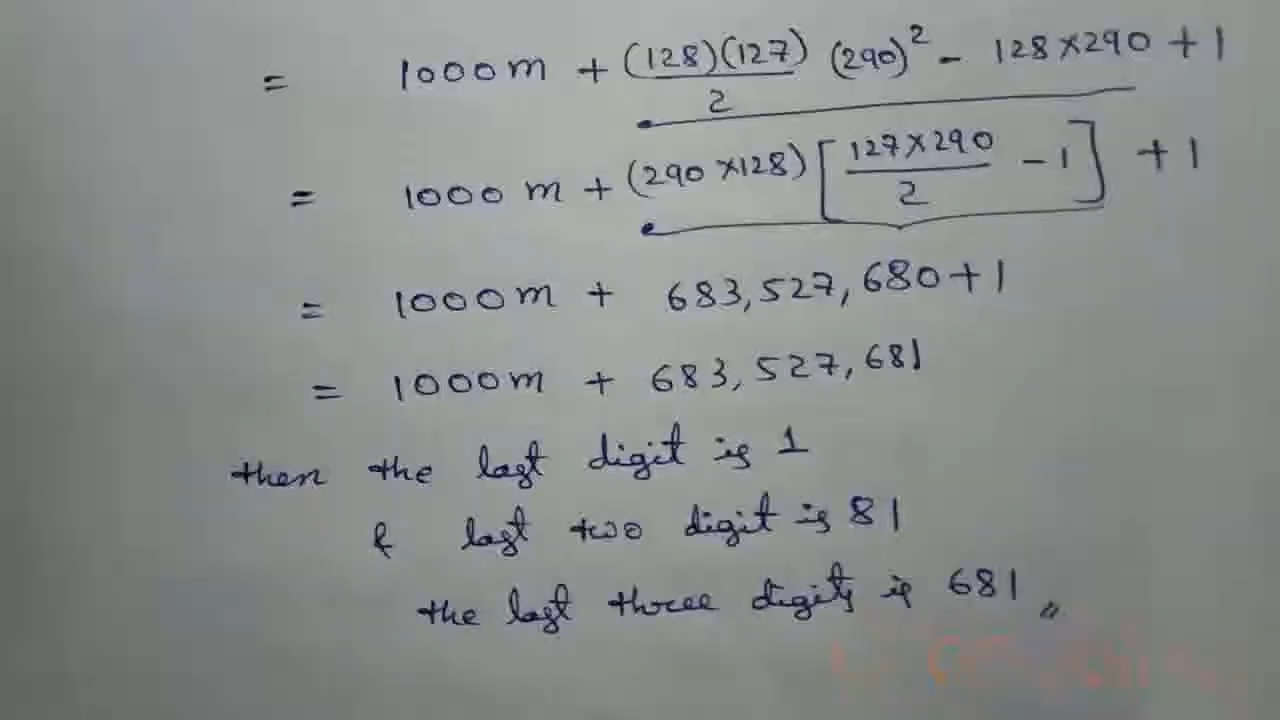 = 1000m + (128)(127)/2 (290)² - 128×290 + 1
= 1000m + (290×128) [127×290/2 - 1] + 1
= 1000m + 683,527,680+1
= 1000m + 683,527,681
then the last digit is 1
& last two digit is 81
the last three digits is 681 〃